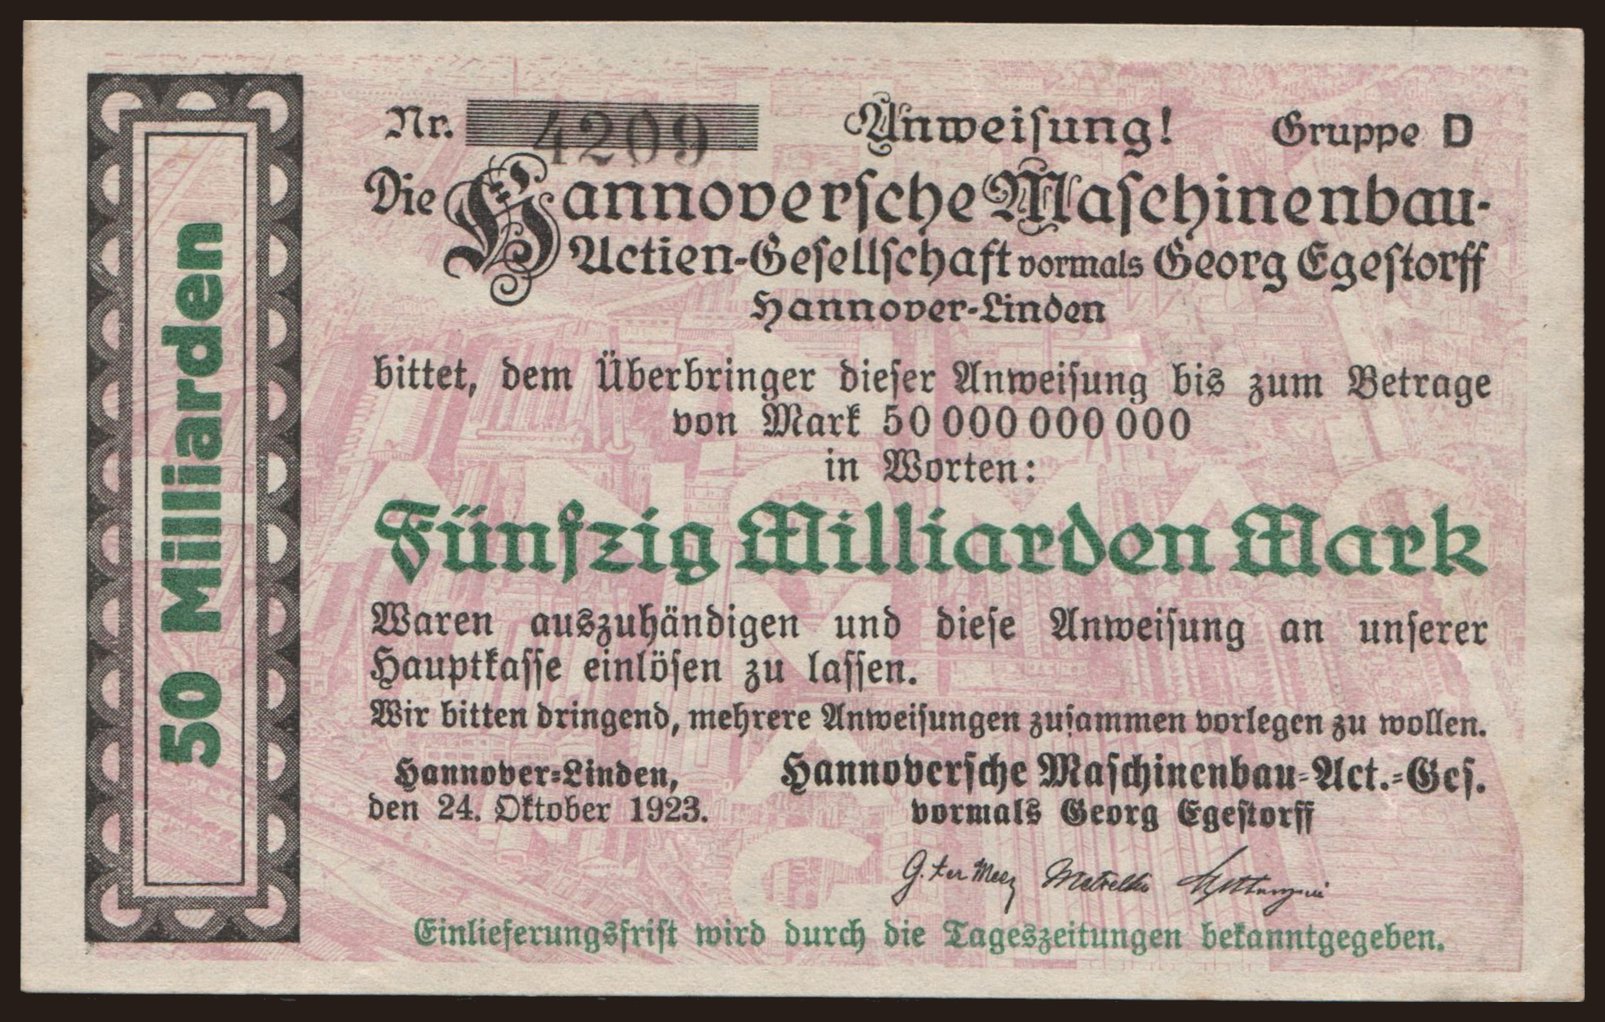 Nr. 4209 Anweisung! Gruppe D
Die Hannoversche Maschinenbau-
Actien-Gesellschaft vormals Georg Egestorff
Hannover-Linden
bittet, dem Überbringer dieser Anweisung bis zum Betrage
von Mark 50 000 000 000
in Worten:
Fünfzig Milliarden Mark
Waren auszuhändigen und diese Anweisung an unserer
Hauptkasse einlösen zu lassen.
Wir bitten dringend, mehrere Anweisungen zusammen vorlegen zu wollen.
Hannover-Linden,
den 24. Oktober 1923.
Hannoversche Maschinenbau-Act.-Ges.
vormals Georg Egestorff
G. ter Meer
Einlieferungsfrist wird durch die Tageszeitungen bekanntgegeben.
50 Milliarden